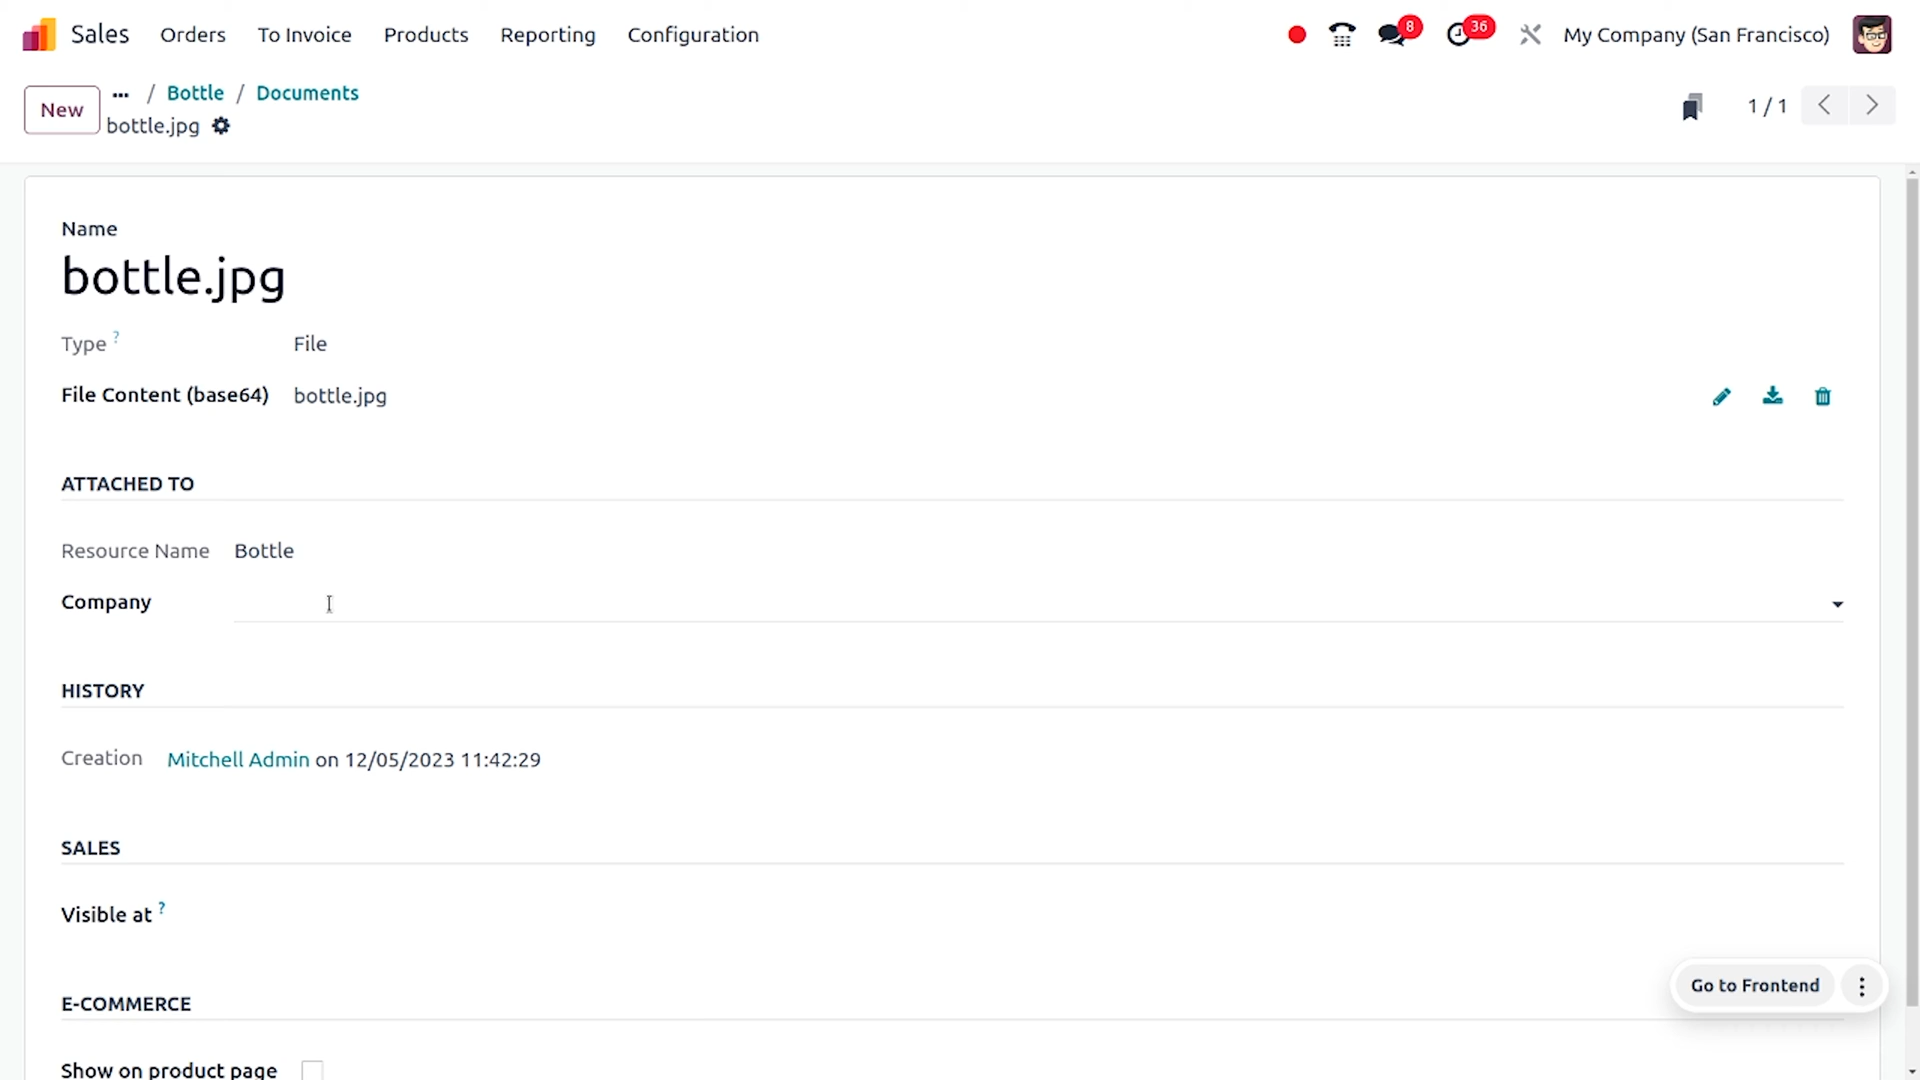 Sales Orders To Invoice Products Reporting Configuration 8 36 My Company (San Francisco)
New ... / Bottle / Documents
bottle.jpg 1 / 1
Name
bottle.jpg
Type ? File
File Content (base64) bottle.jpg
ATTACHED TO
Resource Name Bottle
Company
HISTORY
Creation Mitchell Admin on 12/05/2023 11:42:29
SALES
Visible at ?
Go to Frontend
E-COMMERCE
Show on product page